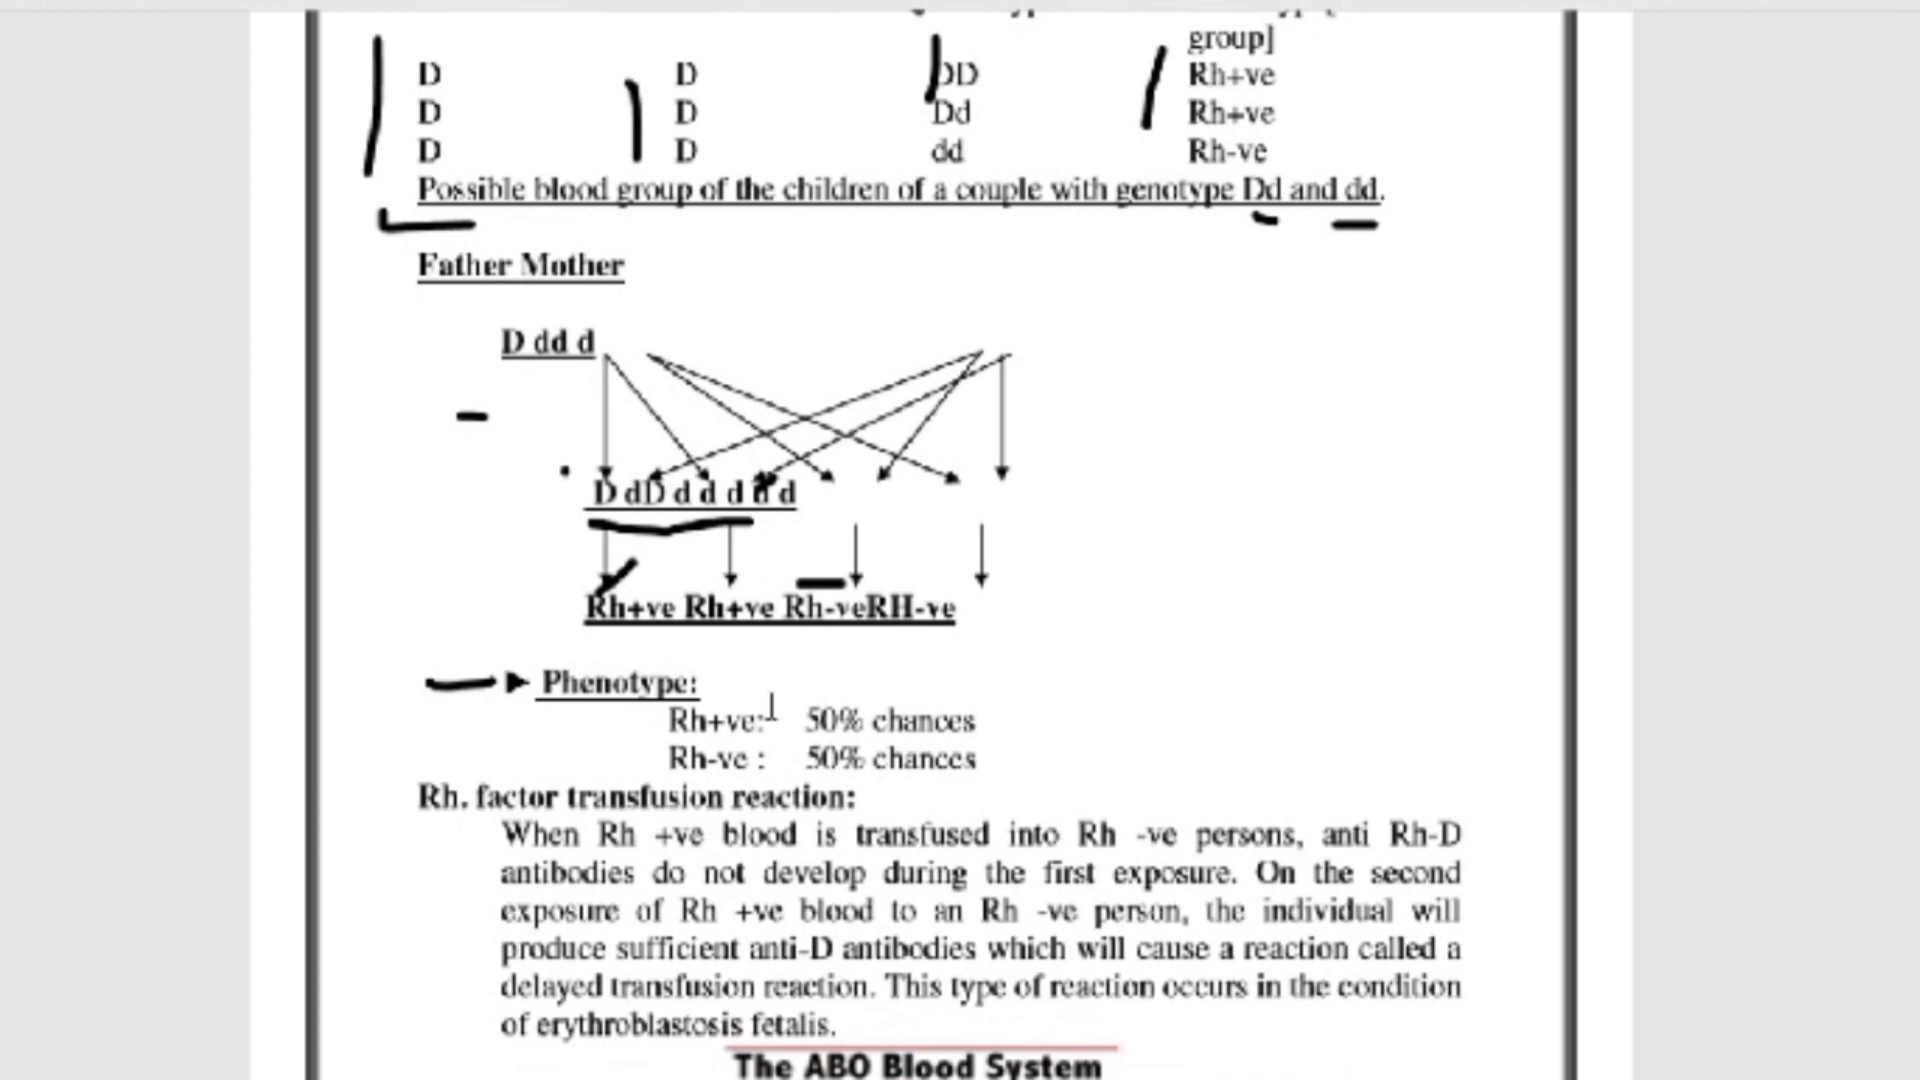 group]
D D DD Rh+ve
D D Dd Rh+ve
D D dd Rh-ve
Possible blood group of the children of a couple with genotype Dd and dd.
Father Mother
D dd d
D dD d d d d d
Rh+ve Rh+ve Rh-veRH-ve
Phenotype:
Rh+ve: 50% chances
Rh-ve : 50% chances
Rh. factor transfusion reaction:
When Rh +ve blood is transfused into Rh -ve persons, anti Rh-D
antibodies do not develop during the first exposure. On the second
exposure of Rh +ve blood to an Rh -ve person, the individual will
produce sufficient anti-D antibodies which will cause a reaction called a
delayed transfusion reaction. This type of reaction occurs in the condition
of erythroblastosis fetalis.
The ABO Blood System